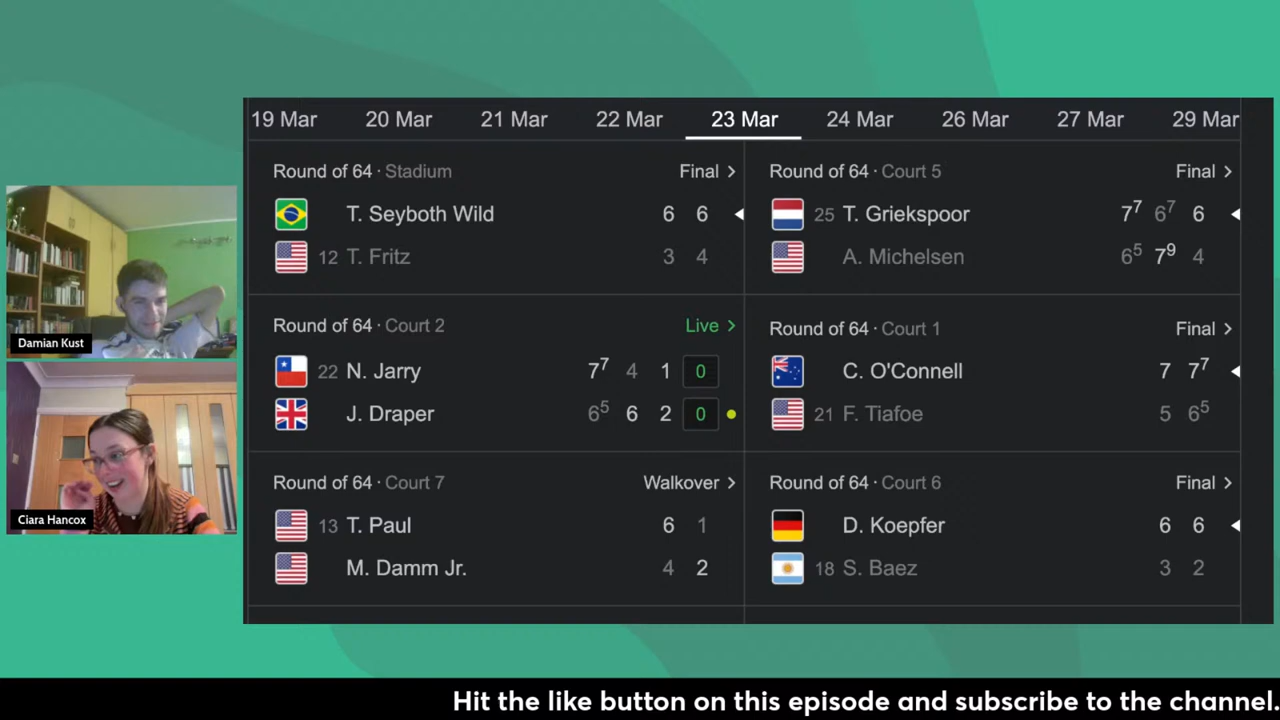 19 Mar 20 Mar 21 Mar 22 Mar 23 Mar 24 Mar 26 Mar 27 Mar 29 Mar
Round of 64 · Stadium Final >
T. Seyboth Wild 6 6
12 T. Fritz 3 4
Round of 64 · Court 5 Final >
25 T. Griekspoor 7⁷ 6⁷ 6
A. Michelsen 6⁵ 7⁹ 4
Round of 64 · Court 2 Live >
22 N. Jarry 7⁷ 4 1 0
J. Draper 6⁵ 6 2 0
Round of 64 · Court 1 Final >
C. O'Connell 7 7⁷
21 F. Tiafoe 5 6⁵
Round of 64 · Court 7 Walkover >
13 T. Paul 6 1
M. Damm Jr. 4 2
Round of 64 · Court 6 Final >
D. Koepfer 6 6
18 S. Baez 3 2
Damian Kust
Ciara Hancox
Hit the like button on this episode and subscribe to the channel.